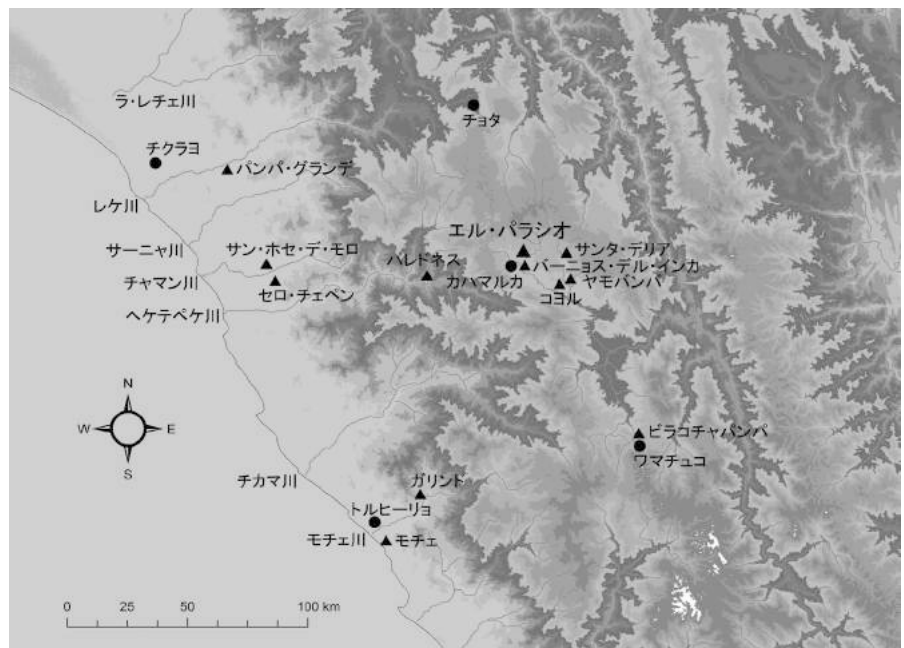 ラ・レチェ川
チョタ
チクラヨ
パンパ・グランデ
レケ川
エル・パラシオ
サーニャ川
サン・ホセ・デ・モロ
サンタ・デリア
パレドネス
バーニョス・デル・インカ
チャマン川
カハマルカ
ヤモバンバ
セロ・チェペン
コヨル
ヘケテペケ川
N
W
E
S
ビラコチャパンパ
ワマチュコ
チカマ川
ガリンド
トルヒーリョ
モチェ川
モチェ
0 25 50 100 km